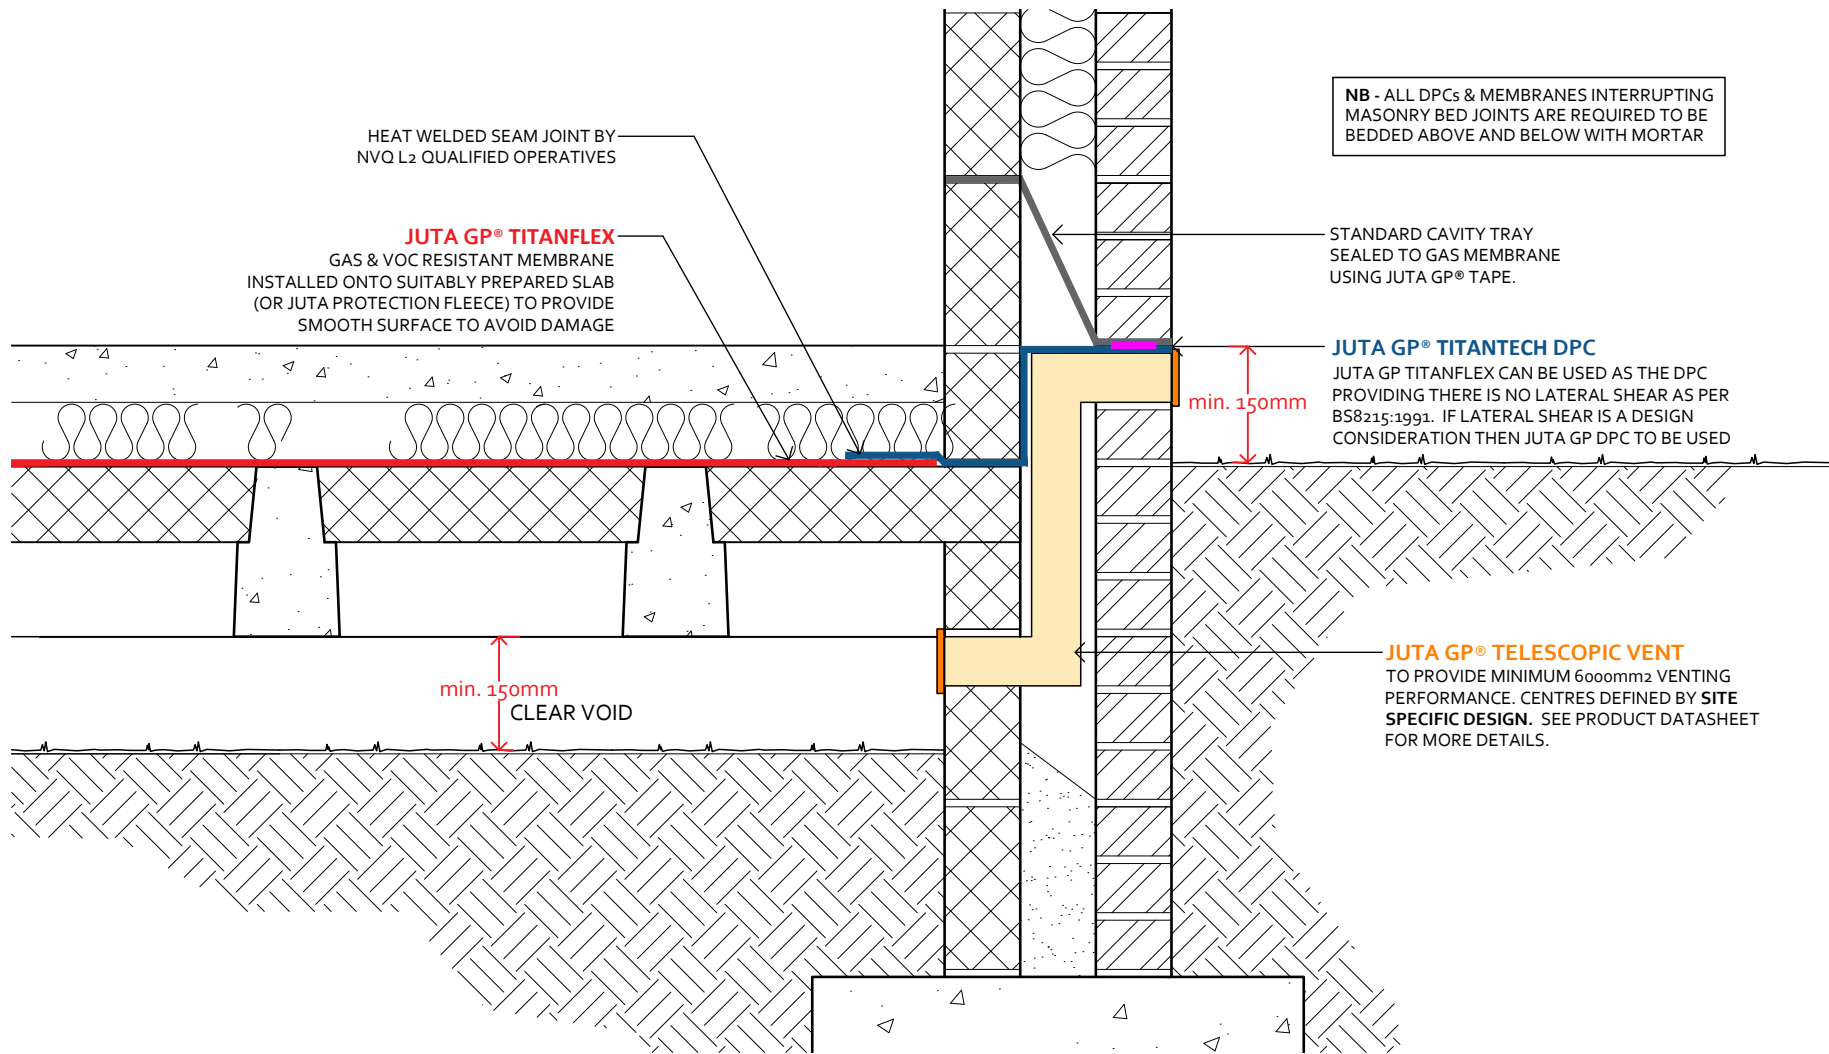 HEAT WELDED SEAM JOINT BY
NVQ L2 QUALIFIED OPERATIVES
JUTA GP® TITANFLEX
GAS & VOC RESISTANT MEMBRANE
INSTALLED ONTO SUITABLY PREPARED SLAB
(OR JUTA PROTECTION FLEECE) TO PROVIDE
SMOOTH SURFACE TO AVOID DAMAGE
NB - ALL DPCs & MEMBRANES INTERRUPTING
MASONRY BED JOINTS ARE REQUIRED TO BE
BEDDED ABOVE AND BELOW WITH MORTAR
STANDARD CAVITY TRAY
SEALED TO GAS MEMBRANE
USING JUTA GP® TAPE.
JUTA GP® TITANTECH DPC
JUTA GP TITANFLEX CAN BE USED AS THE DPC
PROVIDING THERE IS NO LATERAL SHEAR AS PER
BS8215:1991. IF LATERAL SHEAR IS A DESIGN
CONSIDERATION THEN JUTA GP DPC TO BE USED
min. 150mm
JUTA GP® TELESCOPIC VENT
TO PROVIDE MINIMUM 6000mm2 VENTING
PERFORMANCE. CENTRES DEFINED BY SITE
SPECIFIC DESIGN. SEE PRODUCT DATASHEET
FOR MORE DETAILS.
min. 150mm
CLEAR VOID